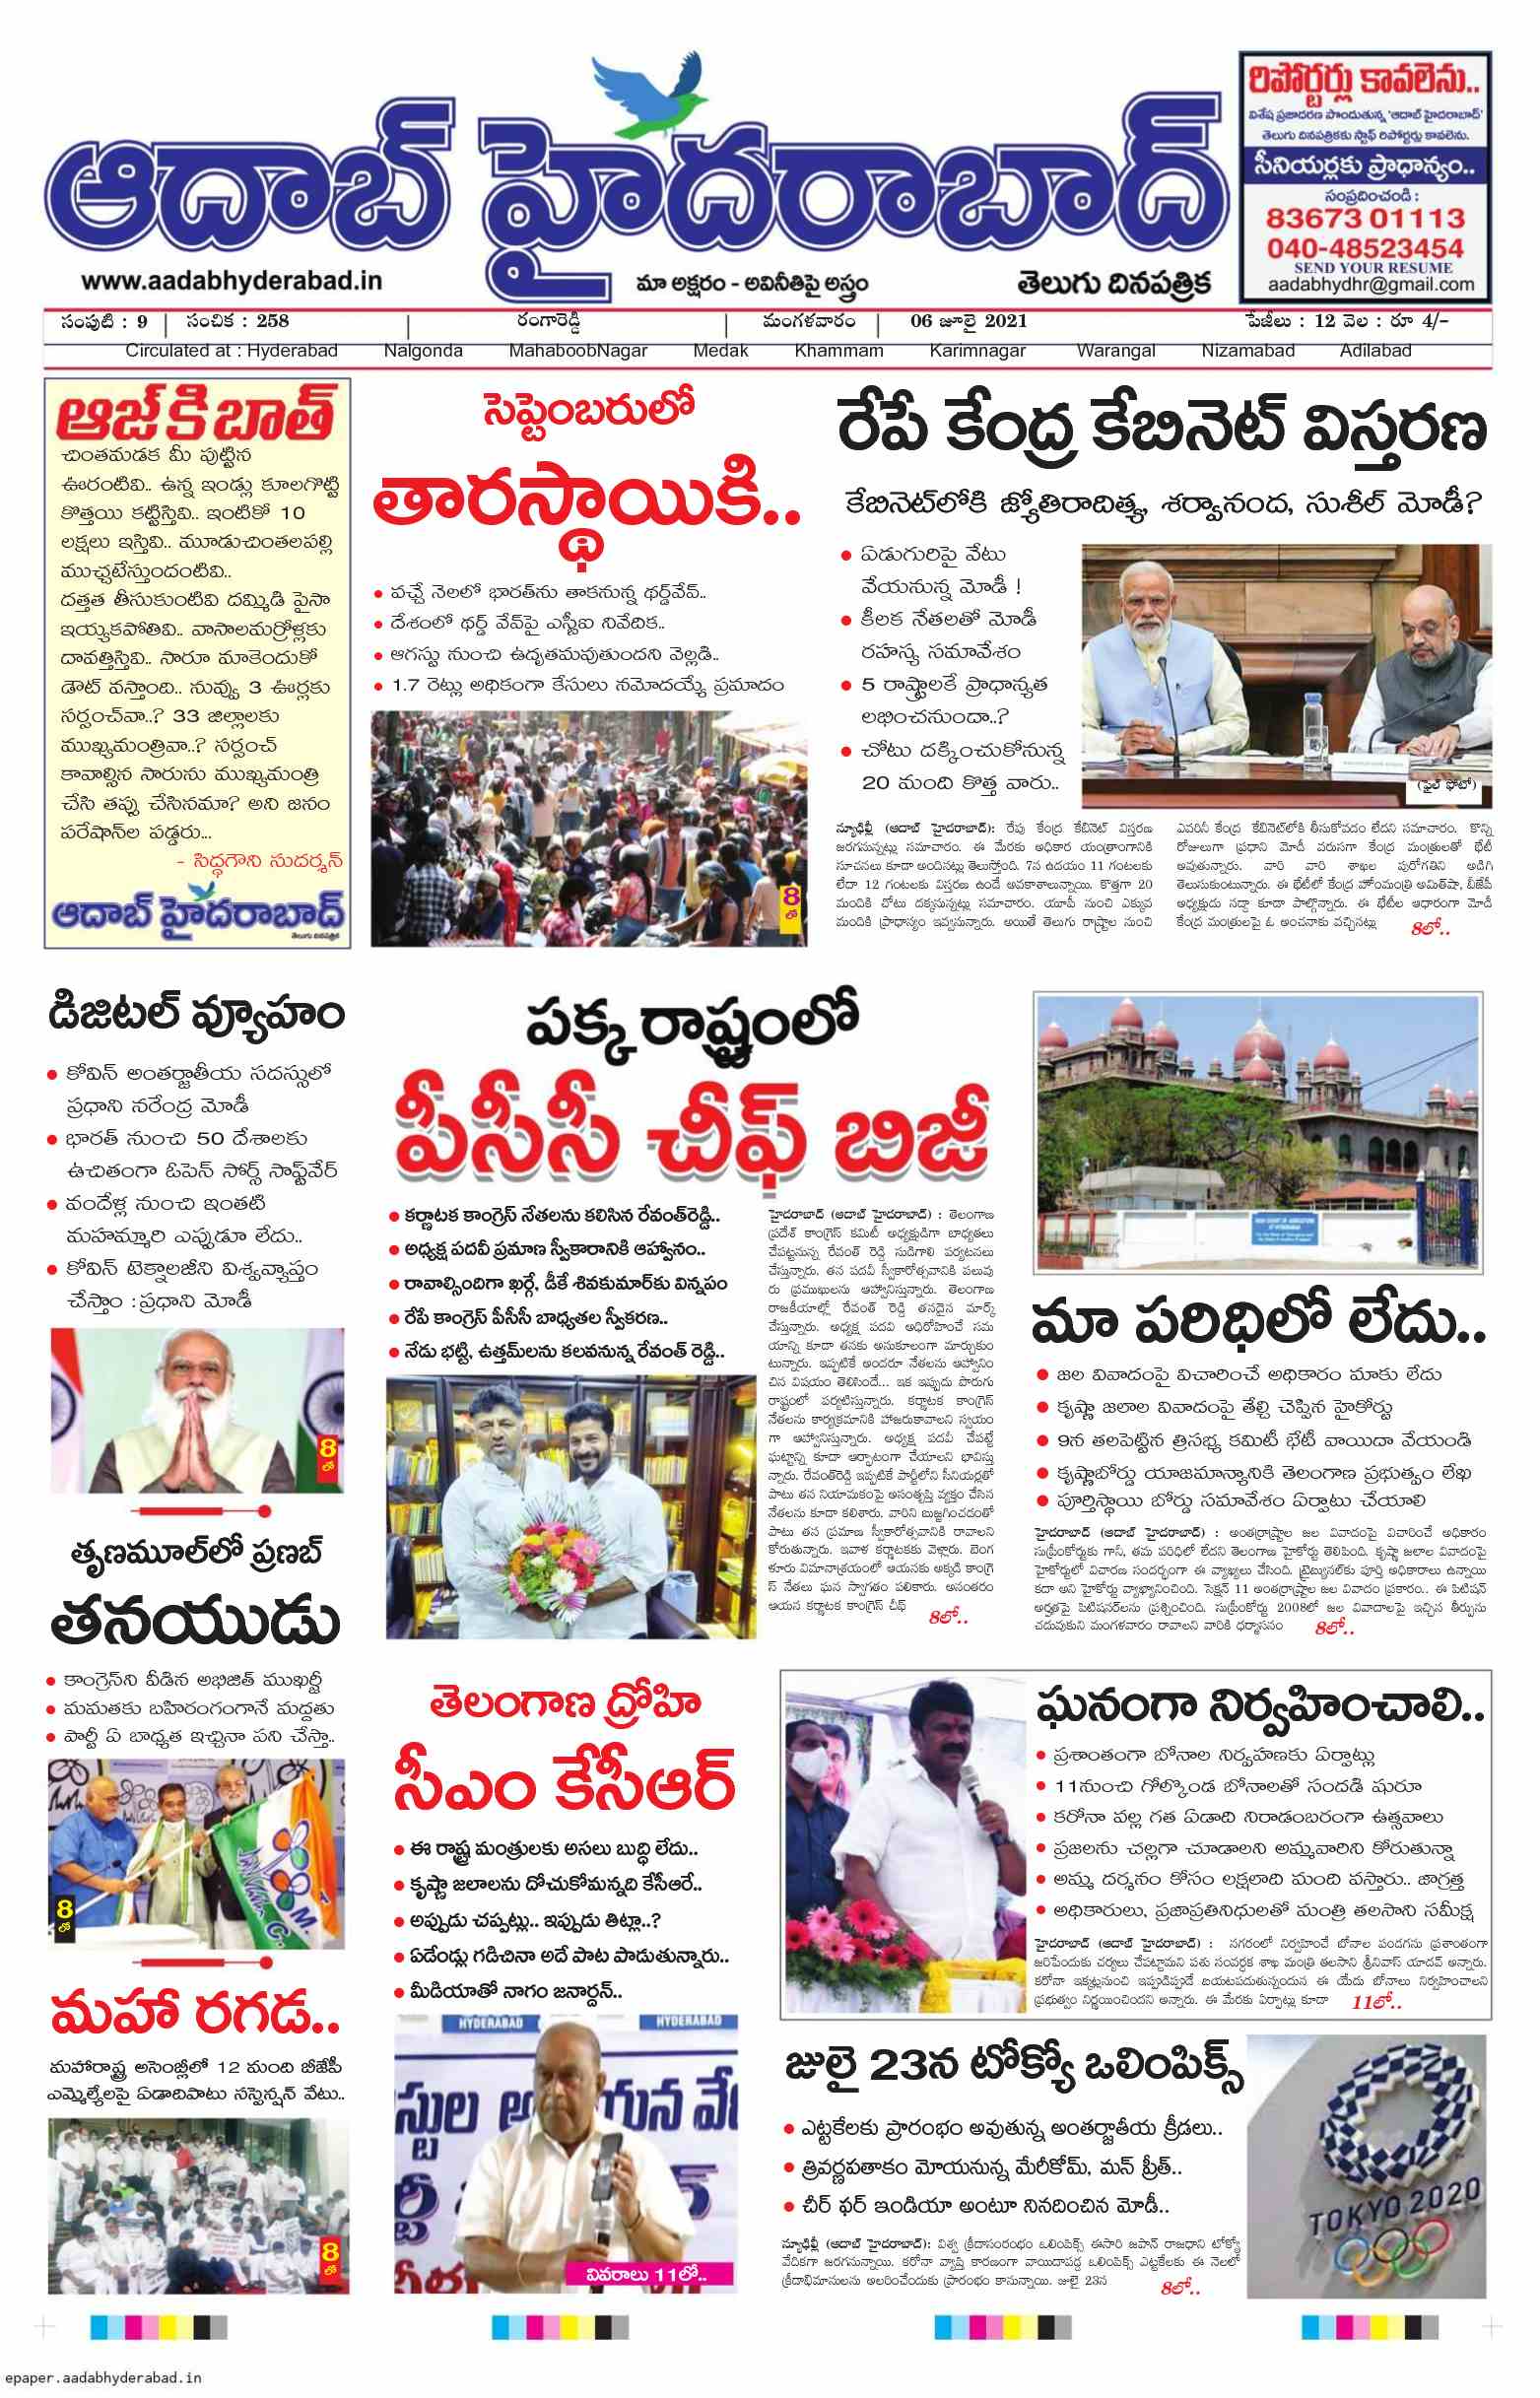 ఆదాబ్ హైదరాబాద్
www.aadabhyderabad.in
మా అక్షరం - అవినీతిపై అస్త్రం
తెలుగు దినపత్రిక
రిపోర్టర్లు కావలెను..
విశేష ప్రజాదరణ పొందుతున్న 'ఆదాబ్ హైదరాబాద్'
తెలుగు దినపత్రికకు స్టాఫ్ రిపోర్టర్లు కావలెను.
సీనియర్లకు ప్రాధాన్యం..
సంప్రదించండి :
83673 01113
040-48523454
SEND YOUR RESUME
aadabhydhr@gmail.com
సంపుటి : 9 | సంచిక : 258 | రంగారెడ్డి | మంగళవారం | 06 జూలై 2021 పేజీలు : 12 వెల : రూ 4/-
Circulated at : Hyderabad Nalgonda MahaboobNagar Medak Khammam Karimnagar Warangal Nizamabad Adilabad
ఆజ్ కి బాత్
చింతమడక మీ పుట్టిన
ఊరంటివి.. ఉన్న ఇండ్లు కూలగొట్టి
కొత్తయి కట్టిస్తివి.. ఇంటికో 10
లక్షలు ఇస్తివి.. మూడుచింతలపల్లి
ముచ్చటేస్తుందంటివి..
దత్తత తీసుకుంటివి దమ్మిడి పైసా
ఇయ్యకపోతివి.. వాసాలమర్రోళ్లకు
దావత్తిస్తివి.. సారూ మాకెందుకో
డౌట్ వస్తాంది.. నువ్వు 3 ఊర్లకు
సర్పంచ్‌వా..? 33 జిల్లాలకు
ముఖ్యమంత్రివా..? సర్పంచ్
కావాల్సిన సారును ముఖ్యమంత్రి
చేసి తప్పు చేసినమా? అని జనం
పరేషాన్‌ల పడ్డరు...
- సిద్ధగౌని సుదర్శన్
ఆదాబ్ హైదరాబాద్
తెలుగు దినపత్రిక
సెప్టెంబరులో
తారస్థాయికి..
• వచ్చే నెలలో భారత్‌ను తాకనున్న థర్డ్‌వేవ్..
• దేశంలో థర్డ్ వేవ్‌పై ఎస్బీఐ నివేదిక..
• ఆగస్టు నుంచి ఉధృతమవుతుందని వెల్లడి..
• 1.7 రెట్లు అధికంగా కేసులు నమోదయ్యే ప్రమాదం
8
లో
రేపే కేంద్ర కేబినెట్ విస్తరణ
కేబినెట్‌లోకి జ్యోతిరాదిత్య, శర్వానంద, సుశీల్ మోడీ?
• ఏడుగురిపై వేటు
వేయనున్న మోడీ !
• కీలక నేతలతో మోడీ
రహస్య సమావేశం
• 5 రాష్ట్రాలకే ప్రాధాన్యత
లభించనుందా..?
• చోటు దక్కించుకోనున్న
20 మంది కొత్త వారు..
(ఫైల్ ఫోటో)
న్యూఢిల్లీ (ఆదాబ్ హైదరాబాద్): రేపు కేంద్ర కేబినెట్ విస్తరణ
జరగనున్నట్లు సమాచారం. ఈ మేరకు అధికార యంత్రాంగానికి
సూచనలు కూడా అందినట్లు తెలుస్తోంది. 7న ఉదయం 11 గంటలకు
లేదా 12 గంటలకు విస్తరణ ఉండే అవకాశాలున్నాయి. కొత్తగా 20
మందికి చోటు దక్కనున్నట్లు సమాచారం. యూపీ నుంచి ఎక్కువ
మందికి ప్రాధాన్యం ఇవ్వనున్నారు. అయితే తెలుగు రాష్ట్రాల నుంచి
ఎవరినీ కేంద్ర కేబినెట్‌లోకి తీసుకోవడం లేదని సమాచారం. కొన్ని
రోజులుగా ప్రధాని మోడీ వరుసగా కేంద్ర మంత్రులతో భేటీ
అవుతున్నారు. వారి వారి శాఖల పురోగతిని అడిగి
తెలుసుకుంటున్నారు. ఈ భేటీలో కేంద్ర హోంమంత్రి అమిత్‌షా, బీజేపీ
అధ్యక్షుడు నడ్డా కూడా పాల్గొన్నారు. ఈ భేటీల ఆధారంగా మోడీ
కేంద్ర మంత్రులపై ఓ అంచనాకు వచ్చినట్లు 8లో..
డిజిటల్ వ్యూహం
• కోవిన్ అంతర్జాతీయ సదస్సులో
ప్రధాని నరేంద్ర మోడీ
• భారత్ నుంచి 50 దేశాలకు
ఉచితంగా ఓపెన్ సోర్స్ సాఫ్ట్‌వేర్
• వందేళ్ల నుంచి ఇంతటి
మహమ్మారి ఎప్పుడూ లేదు..
• కోవిన్ టెక్నాలజీని విశ్వవ్యాప్తం
చేస్తాం : ప్రధాని మోడీ
8
లో
పక్క రాష్ట్రంలో
పీసీసీ చీఫ్ బిజీ
• కర్ణాటక కాంగ్రెస్ నేతలను కలిసిన రేవంత్‌రెడ్డి..
• అధ్యక్ష పదవీ ప్రమాణ స్వీకారానికి ఆహ్వానం..
• రావాల్సిందిగా ఖర్గే, డీకే శివకుమార్‌కు విన్నపం
• రేపే కాంగ్రెస్ పీసీసీ బాధ్యతల స్వీకరణ..
• నేడు భట్టి, ఉత్తమ్‌లను కలవనున్న రేవంత్ రెడ్డి..
హైదరాబాద్ (ఆదాబ్ హైదరాబాద్) : తెలంగాణ
ప్రదేశ్ కాంగ్రెస్ కమిటీ అధ్యక్షుడిగా బాధ్యతలు
చేపట్టనున్న రేవంత్ రెడ్డి సుడిగాలి పర్యటనలు
చేస్తున్నారు. తన పదవీ స్వీకారోత్సవానికి పలువు
రు ప్రముఖులను ఆహ్వానిస్తున్నారు. తెలంగాణ
రాజకీయాల్లో రేవంత్ రెడ్డి తనదైన మార్క్
చేస్తున్నారు. అధ్యక్ష పదవి అధిరోహించే సమ
యాన్ని కూడా తనకు అనుకూలంగా మార్చుకుం
టున్నారు. ఇప్పటికే అందరూ నేతలను ఆహ్వానిం
చిన విషయం తెలిసిందే... ఇక ఇప్పుడు పొరుగు
రాష్ట్రంలో పర్యటిస్తున్నారు. కర్ణాటక కాంగ్రెస్
నేతలను కార్యక్రమానికి హాజరుకావాలని స్వయం
గా ఆహ్వానిస్తున్నారు. అధ్యక్ష పదవీ చేపట్టే
ఘట్టాన్ని కూడా ఆర్భాటంగా చేయాలని భావిస్తు
న్నారు. రేవంత్‌రెడ్డి ఇప్పటికే పార్టీలోని సీనియర్లతో
పాటు తన నియామకంపై అసంతృప్తి వ్యక్తం చేసిన
నేతలను కూడా కలిశారు. వారిని బుజ్జగించడంతో
పాటు తన ప్రమాణ స్వీకారోత్సవానికి రావాలని
కోరుతున్నారు. ఇవాళ కర్ణాటకకు వెళ్లారు. బెంగ
ళూరు విమానాశ్రయంలో ఆయనకు అక్కడి కాంగ్రె
స్ నేతలు ఘన స్వాగతం పలికారు. అనంతరం
ఆయన కర్ణాటక కాంగ్రెస్ చీఫ్ 8లో..
మా పరిధిలో లేదు..
• జల వివాదంపై విచారించే అధికారం మాకు లేదు
• కృష్ణా జలాల వివాదంపై తేల్చి చెప్పిన హైకోర్టు
• 9న తలపెట్టిన త్రిసభ్య కమిటీ భేటీ వాయిదా వేయండి
• కృష్ణాబోర్డు యాజమాన్యానికి తెలంగాణ ప్రభుత్వం లేఖ
• పూర్తిస్థాయి బోర్డు సమావేశం ఏర్పాటు చేయాలి
హైదరాబాద్ (ఆదాబ్ హైదరాబాద్) : అంతర్రాష్ట్రాల జల వివాదంపై విచారించే అధికారం
సుప్రీంకోర్టుకు గానీ, తమ పరిధిలో లేదని తెలంగాణ హైకోర్టు తెలిపింది. కృష్ణా జలాల వివాదంపై
హైకోర్టులో విచారణ సందర్భంగా ఈ వ్యాఖ్యలు చేసింది. ట్రైబ్యునల్‌కు పూర్తి అధికారాలు ఉన్నాయి
కదా అని హైకోర్టు వ్యాఖ్యానించింది. సెక్షన్ 11 అంతర్రాష్ట్రాల జల వివాదం ప్రకారం.. ఈ పిటిషన్
అర్హతపై పిటిషనర్‌లను ప్రశ్నించింది. సుప్రీంకోర్టు 2008లో జల వివాదాలపై ఇచ్చిన తీర్పును
చదువుకుని మంగళవారం రావాలని వారికి ధర్మాసనం 8లో..
తృణమూల్‌లో ప్రణబ్
తనయుడు
• కాంగ్రెస్‌ని వీడిన అభిజిత్ ముఖర్జీ
• మమతకు బహిరంగంగానే మద్దతు
• పార్టీ ఏ బాధ్యత ఇచ్చినా పని చేస్తా..
8
లో
మహా రగడ..
మహారాష్ట్ర అసెంబ్లీలో 12 మంది బీజేపీ
ఎమ్మెల్యేలపై ఏడాదిపాటు సస్పెన్షన్ వేటు..
8
లో
తెలంగాణ ద్రోహి
సీఎం కేసీఆర్
• ఈ రాష్ట్ర మంత్రులకు అసలు బుద్ధి లేదు..
• కృష్ణా జలాలను దోచుకోమన్నది కేసీఆరే..
• అప్పుడు చప్పట్లు.. ఇప్పుడు తిట్లా..?
• ఏడేండ్లు గడిచినా అదే పాట పాడుతున్నారు..
• మీడియాతో నాగం జనార్దన్..
HYDERABAD HYDERABAD
వివరాలు 11లో..
ఘనంగా నిర్వహించాలి..
• ప్రశాంతంగా బోనాల నిర్వహణకు ఏర్పాట్లు
• 11నుంచి గోల్కొండ బోనాలతో సందడి షురూ
• కరోనా వల్ల గత ఏడాది నిరాడంబరంగా ఉత్సవాలు
• ప్రజలను చల్లగా చూడాలని అమ్మవారిని కోరుతున్నా
• అమ్మ దర్శనం కోసం లక్షలాది మంది వస్తారు.. జాగ్రత్త
• అధికారులు, ప్రజాప్రతినిధులతో మంత్రి తలసాని సమీక్ష
హైదరాబాద్ (ఆదాబ్ హైదరాబాద్) : నగరంలో నిర్వహించే బోనాల పండగను ప్రశాంతంగా
జరిపేందుకు చర్యలు చేపట్టామని పశు సంవర్థక శాఖ మంత్రి తలసాని శ్రీనివాస్ యాదవ్ అన్నారు.
కరోనా ఇక్కట్లనుంచి ఇప్పుడిప్పుడే బయటపడుతున్నందున ఈ యేడు బోనాలు నిర్వహించాలని
ప్రభుత్వం నిర్ణయించిందని అన్నారు. ఈ మేరకు ఏర్పాట్లు కూడా 11లో..
జులై 23న టోక్యో ఒలింపిక్స్
• ఎట్టకేలకు ప్రారంభం అవుతున్న అంతర్జాతీయ క్రీడలు..
• త్రివర్ణపతాకం మోయనున్న మేరీకోమ్, మన్ ప్రీత్..
• చీర్ ఫర్ ఇండియా అంటూ నినదించిన మోడీ..
న్యూఢిల్లీ (ఆదాబ్ హైదరాబాద్): విశ్వ క్రీడాసంరంభం ఒలింపిక్స్ ఈసారి జపాన్ రాజధాని టోక్యో
వేదికగా జరగనున్నాయి. కరోనా వ్యాప్తి కారణంగా వాయిదాపడ్డ ఒలింపిక్స్ ఎట్టకేలకు ఈ నెలలో
క్రీడాభిమానులను అలరించేందుకు ప్రారంభం కానున్నాయి. జులై 23న 8లో..
TOKYO 2020
epaper.aadabhyderabad.in